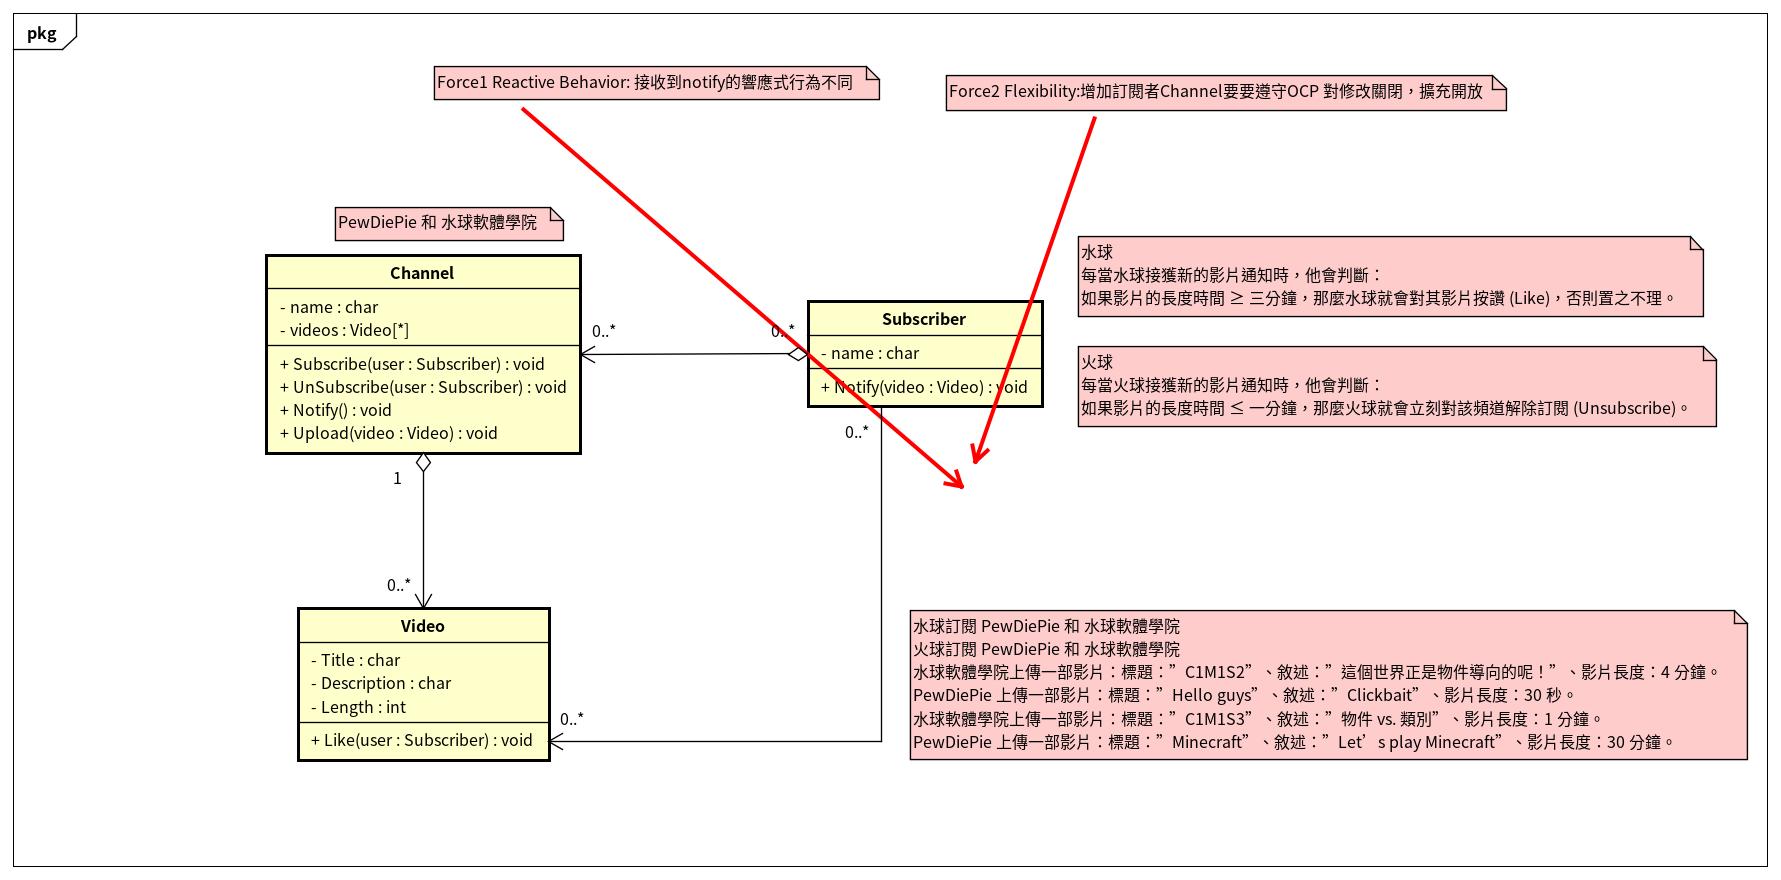 pkg
Force1 Reactive Behavior: 接收到notify的響應式行為不同
Force2 Flexibility:增加訂閱者Channel要要遵守OCP 對修改關閉，擴充開放
PewDiePie 和 水球軟體學院
Channel
- name : char
- videos : Video[*]
+ Subscribe(user : Subscriber) : void
+ UnSubscribe(user : Subscriber) : void
+ Notify() : void
+ Upload(video : Video) : void
0..*
0..*
Subscriber
- name : char
+ Notify(video : Video) : void
0..*
水球
每當水球接獲新的影片通知時，他會判斷：
如果影片的長度時間 ≥ 三分鐘，那麼水球就會對其影片按讚 (Like)，否則置之不理。
火球
每當火球接獲新的影片通知時，他會判斷：
如果影片的長度時間 ≤ 一分鐘，那麼火球就會立刻對該頻道解除訂閱 (Unsubscribe)。
1
0..*
Video
- Title : char
- Description : char
- Length : int
+ Like(user : Subscriber) : void
0..*
水球訂閱 PewDiePie 和 水球軟體學院
火球訂閱 PewDiePie 和 水球軟體學院
水球軟體學院上傳一部影片：標題：”C1M1S2”、敘述：”這個世界正是物件導向的呢！”、影片長度：4 分鐘。
PewDiePie 上傳一部影片：標題：”Hello guys”、敘述：”Clickbait”、影片長度：30 秒。
水球軟體學院上傳一部影片：標題：”C1M1S3”、敘述：”物件 vs. 類別”、影片長度：1 分鐘。
PewDiePie 上傳一部影片：標題：”Minecraft”、敘述：”Let’s play Minecraft”、影片長度：30 分鐘。